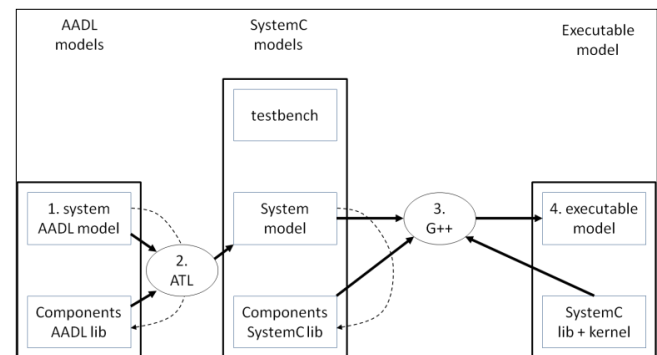 AADL
models
SystemC
models
Executable
model
testbench
1. system
AADL model
System
model
3.
G++
4. executable
model
2.
ATL
Components
AADL lib
Components
SystemC lib
SystemC
lib + kernel